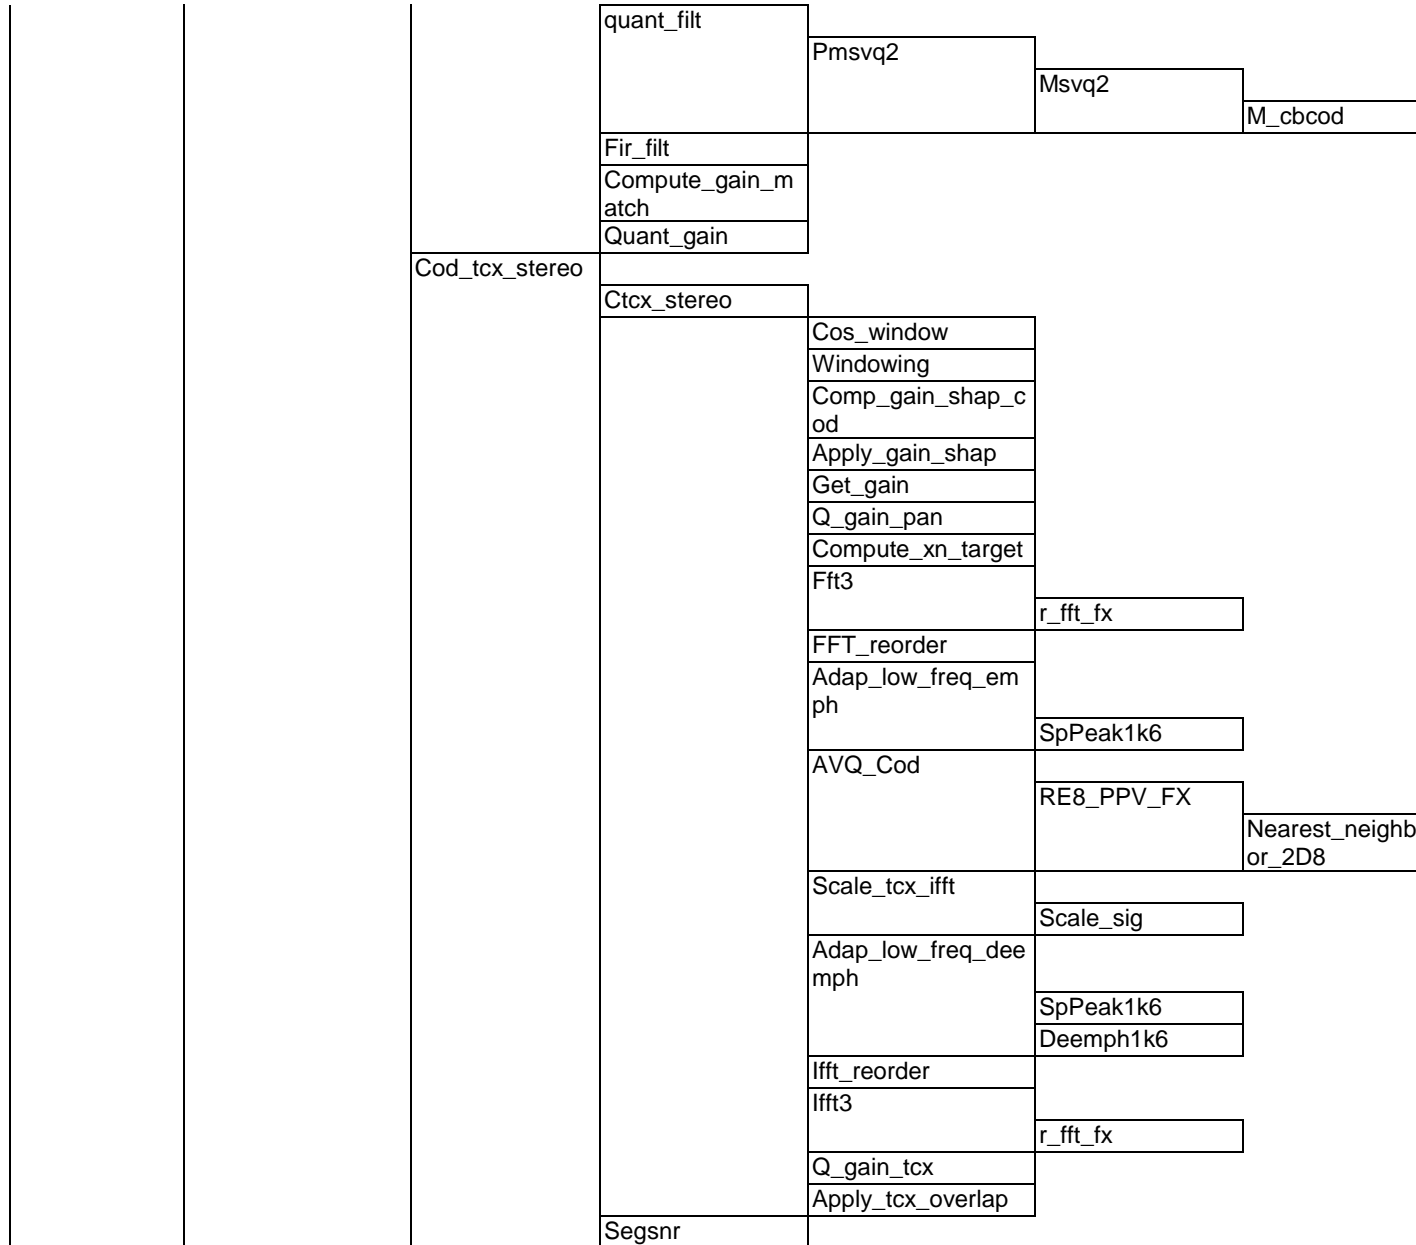 quant_filt
Pmsvq2
Msvq2
M_cbcod
Fir_filt
Compute_gain_m
atch
Quant_gain
Cod_tcx_stereo
Ctcx_stereo
Cos_window
Windowing
Comp_gain_shap_c
od
Apply_gain_shap
Get_gain
Q_gain_pan
Compute_xn_target
Fft3
r_fft_fx
FFT_reorder
Adap_low_freq_em
ph
SpPeak1k6
AVQ_Cod
RE8_PPV_FX
Nearest_neighb
or_2D8
Scale_tcx_ifft
Scale_sig
Adap_low_freq_dee
mph
SpPeak1k6
Deemph1k6
Ifft_reorder
Ifft3
r_fft_fx
Q_gain_tcx
Apply_tcx_overlap
Segsnr